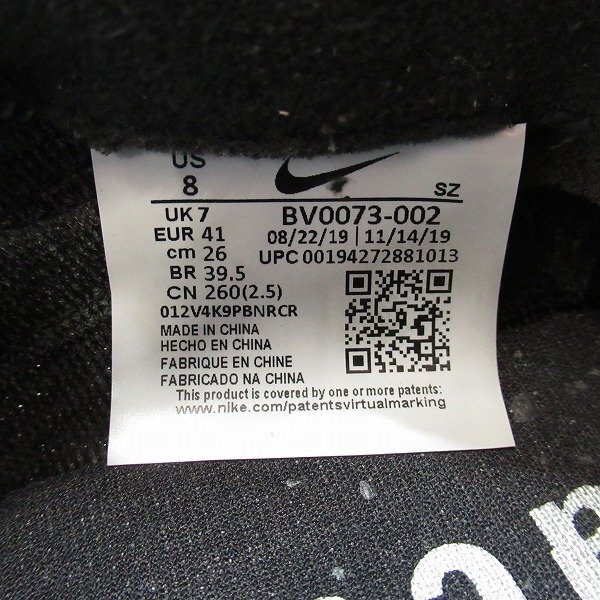 US
8
SZ
UK 7
BV0073-002
EUR 41
08/22/19 | 11/14/19
cm 26
UPC 00194272881013
BR 39.5
CN 260(2.5)
012V4K9PBNRCR
MADE IN CHINA
HECHO EN CHINA
FABRIQUE EN CHINE
FABRICADO NA CHINA
This product is covered by one or more patents:
www.nike.com/patentsvirtualmarking